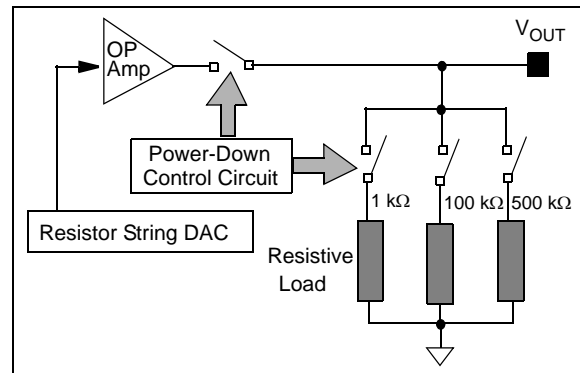 OP
Amp
VOUT
Power-Down
Control Circuit
1 kΩ
100 kΩ
500 kΩ
Resistor String DAC
Resistive
Load